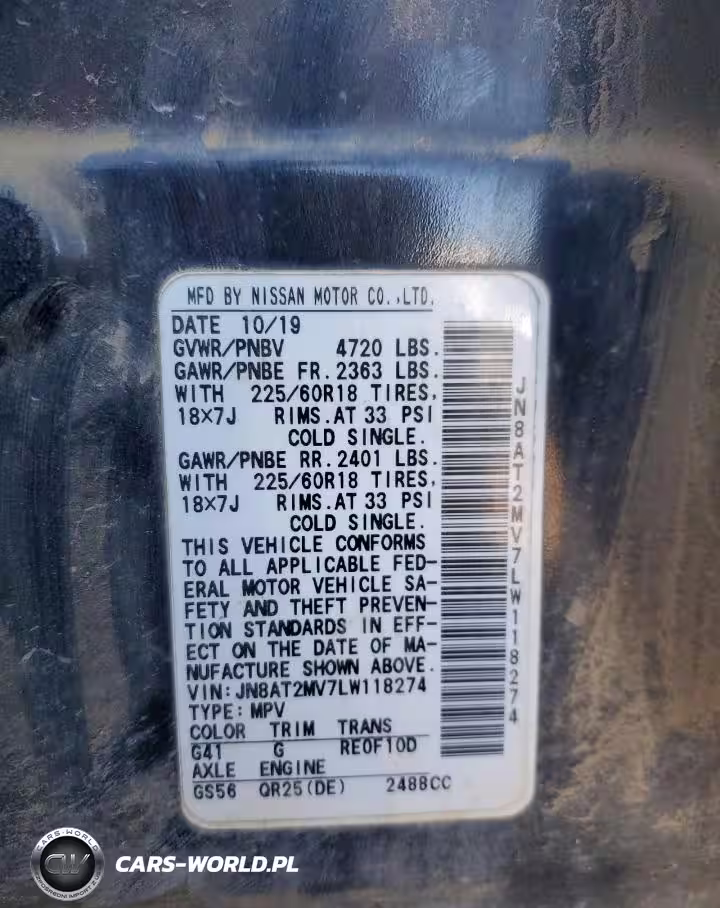 MFD BY NISSAN MOTOR CO.,LTD.
DATE 10/19
GVWR/PNBV 4720 LBS.
GAWR/PNBE FR. 2363 LBS.
WITH 225/60R18 TIRES,
18×7J RIMS.AT 33 PSI
COLD SINGLE.
GAWR/PNBE RR. 2401 LBS.
WITH 225/60R18 TIRES,
18×7J RIMS.AT 33 PSI
COLD SINGLE.
THIS VEHICLE CONFORMS
TO ALL APPLICABLE FED-
ERAL MOTOR VEHICLE SA-
FETY AND THEFT PREVEN-
TION STANDARDS IN EFF-
ECT ON THE DATE OF MA-
NUFACTURE SHOWN ABOVE.
VIN:JN8AT2MV7LW118274
TYPE:MPV
COLOR TRIM TRANS
G41 G RE0F10D
AXLE ENGINE
GS56 QR25(DE) 2488CC
JN8AT2MV7LW118274
CARS-WORLD
CW
CARS-WORLD.PL